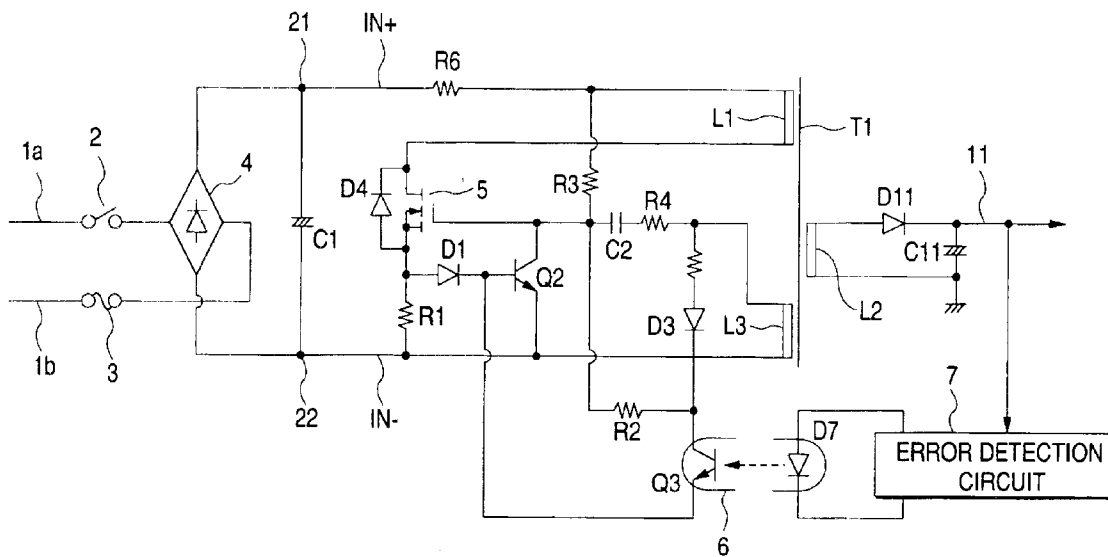 21
IN+
R6
L1
T1
1a
2
4
D4
5
R3
R4
D11
11
C1
D1
Q2
C2
C11
R1
D3
L3
L2
1b
3
22
IN-
R2
7
D7
ERROR DETECTION
CIRCUIT
Q3
6